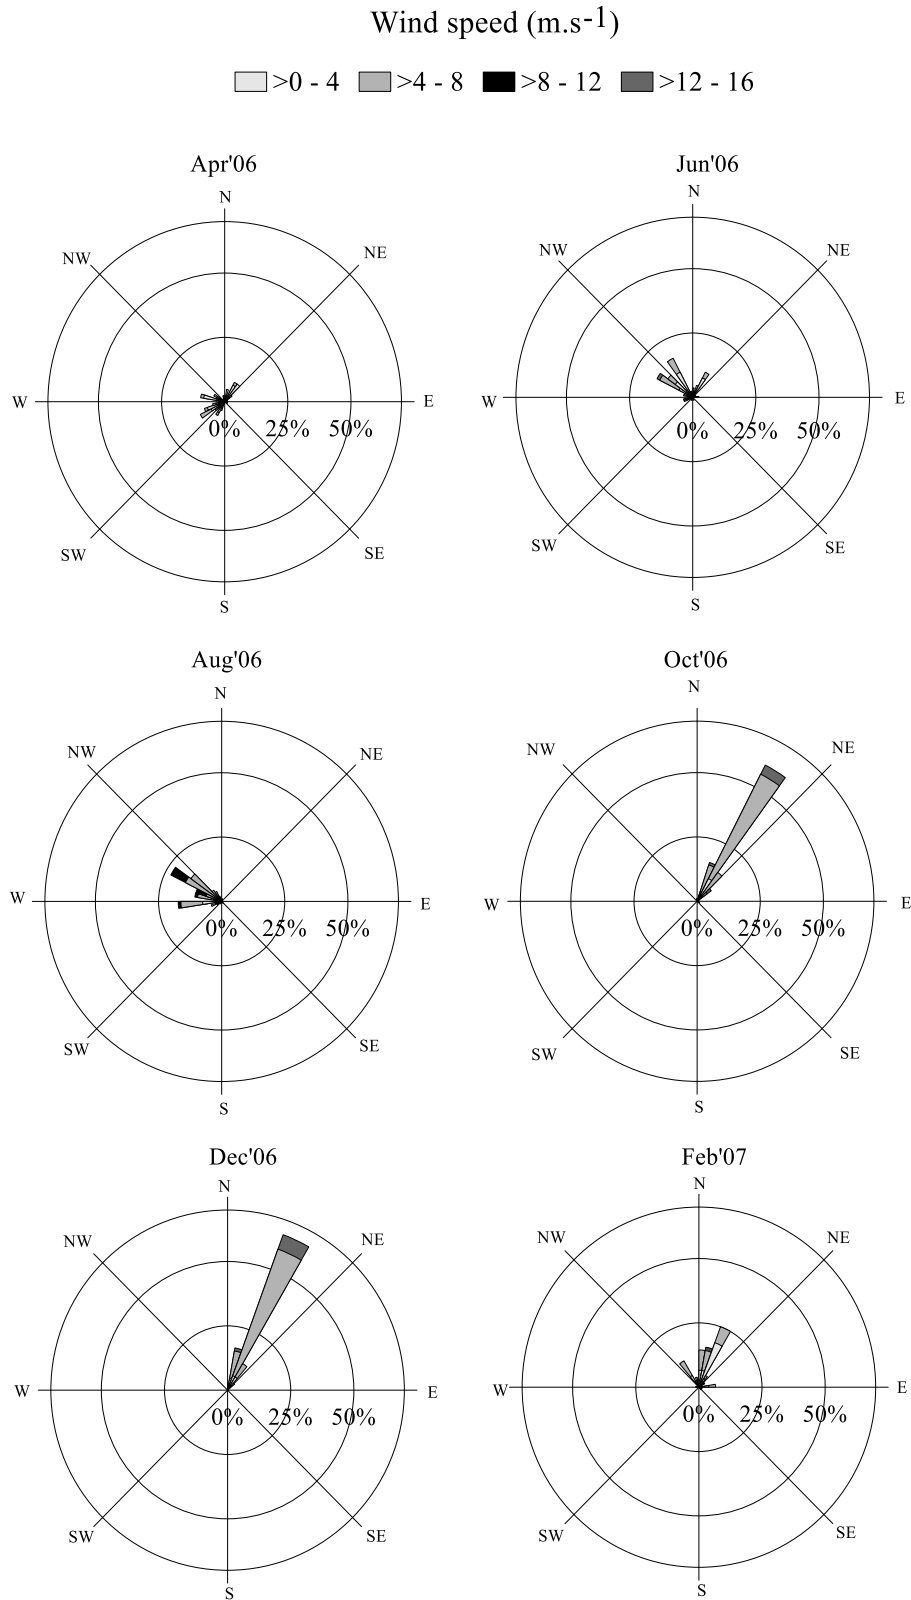 Wind speed (m.s-1)
>0 - 4 >4 - 8 >8 - 12 >12 - 16
Apr'06
N
NW NE
W E
0% 25% 50%
SW SE
S
Jun'06
N
NW NE
W E
0% 25% 50%
SW SE
S
Aug'06
N
NW NE
W E
0% 25% 50%
SW SE
S
Oct'06
N
NW NE
W E
0% 25% 50%
SW SE
S
Dec'06
N
NW NE
W E
0% 25% 50%
SW SE
S
Feb'07
N
NW NE
W E
0% 25% 50%
SW SE
S